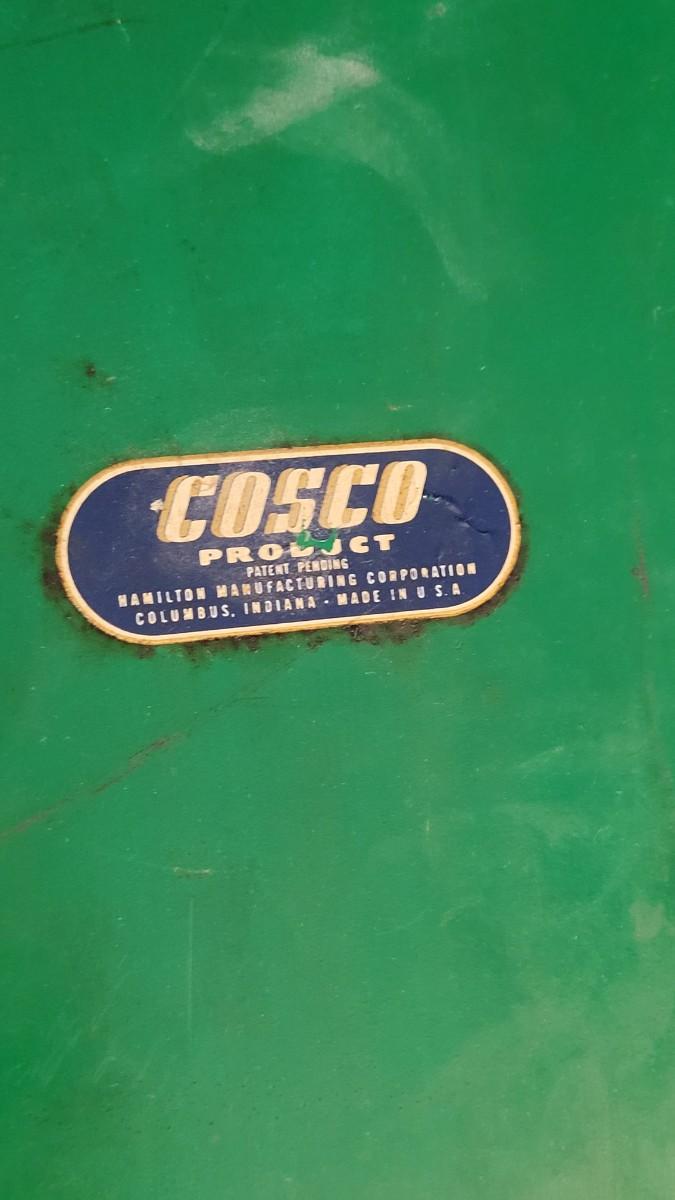 COSCO
PRODUCT
PATENT PENDING
HAMILTON MANUFACTURING CORPORATION
COLUMBUS, INDIANA - MADE IN U.S.A.